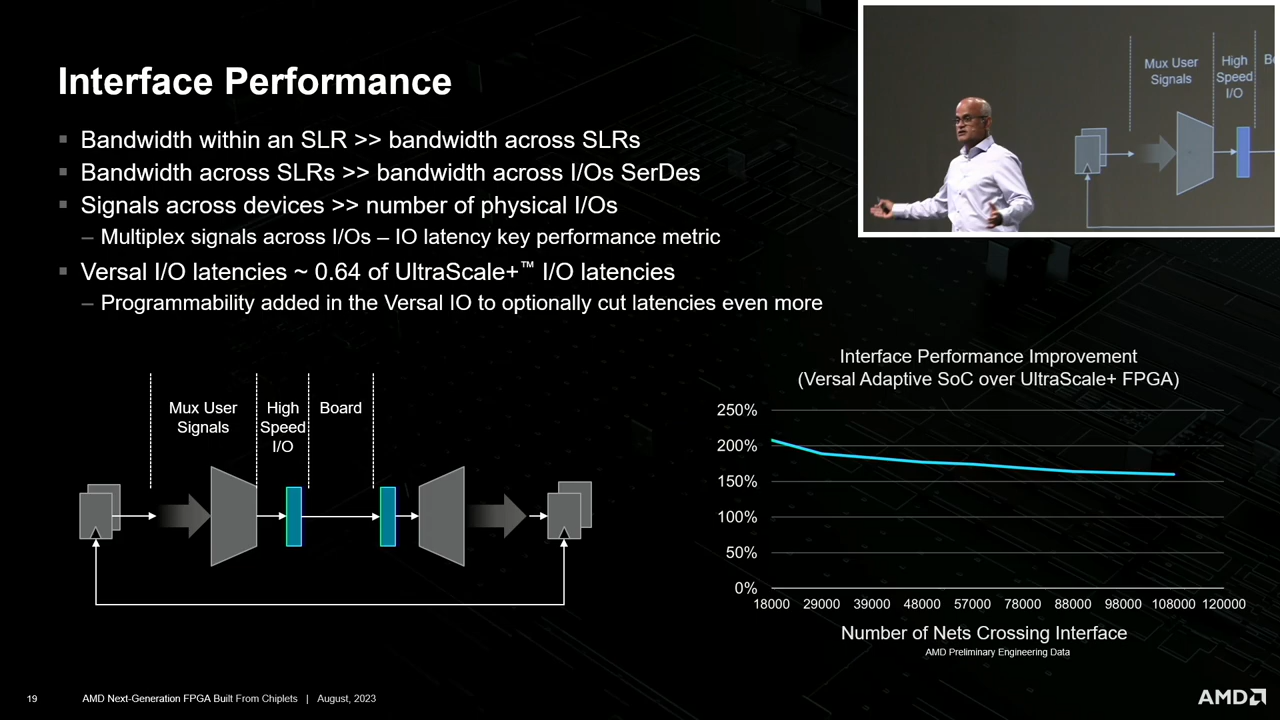 Interface Performance
Bandwidth within an SLR >> bandwidth across SLRs
Bandwidth across SLRs >> bandwidth across I/Os SerDes
Signals across devices >> number of physical I/Os
– Multiplex signals across I/Os – IO latency key performance metric
Versal I/O latencies ~ 0.64 of UltraScale+™ I/O latencies
– Programmability added in the Versal IO to optionally cut latencies even more
Mux User
Signals
High
Speed
I/O
Bo
Mux User
Signals
High
Speed
I/O
Board
Interface Performance Improvement
(Versal Adaptive SoC over UltraScale+ FPGA)
250%
200%
150%
100%
50%
0%
18000 29000 39000 48000 57000 78000 88000 98000 108000 120000
Number of Nets Crossing Interface
AMD Preliminary Engineering Data
19 AMD Next-Generation FPGA Built From Chiplets | August, 2023
AMD